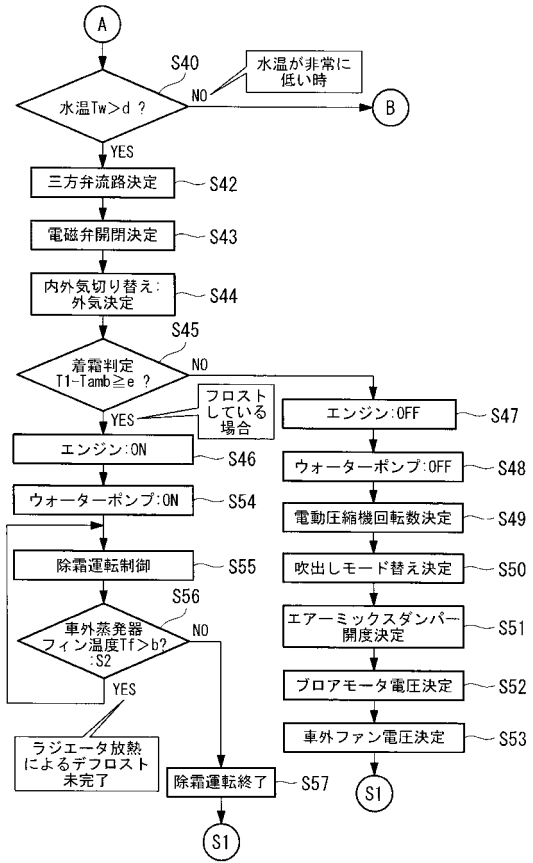 A
S40
水温が非常に
低い時
水温Tw>d ?
NO
B
YES
三方弁流路決定
S42
電磁弁開閉決定
S43
内外気切り替え:
外気決定
S44
S45
着霜判定
T1-Tamb≧e ?
NO
YES
フロスト
している
場合
エンジン:ON
S46
ウォーターポンプ:ON
S54
除霜運転制御
S55
S56
車外蒸発器
フィン温度Tf>b?
:S2
NO
YES
ラジエータ放熱
によるデフロスト
未完了
除霜運転終了
S57
S1
エンジン:OFF
S47
ウォーターポンプ:OFF
S48
電動圧縮機回転数決定
S49
吹出しモード替え決定
S50
エアーミックスダンパー
開度決定
S51
ブロアモータ電圧決定
S52
車外ファン電圧決定
S53
S1